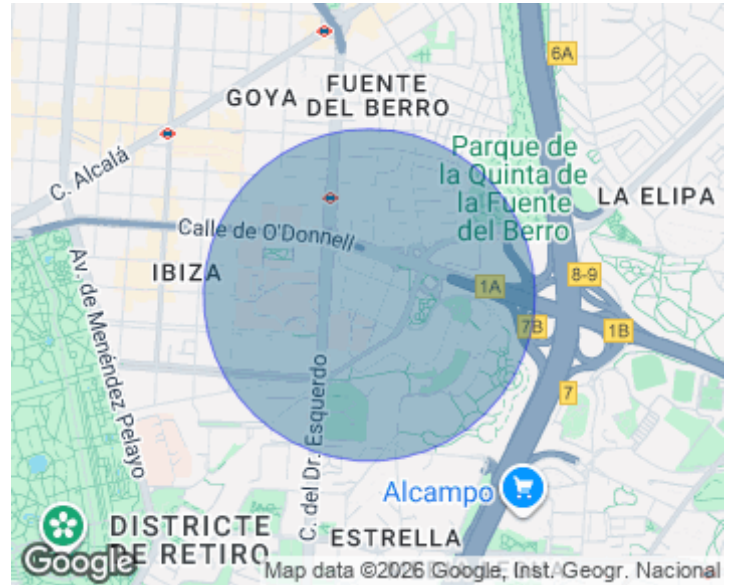 6A
GOYA
FUENTE
DEL BERRO
C. Alcalá
Parque de
la Quinta de
la Fuente
del Berro
LA ELIPA
Calle de O'Donnell
IBIZA
Av. de Menéndez Pelayo
8-9
1A
7B
1B
C. del Dr. Esquerdo
7
Alcampo
DISTRICTE
DE RETIRO
ESTRELLA
Google
Map data ©2026 Google, Inst. Geogr. Nacional